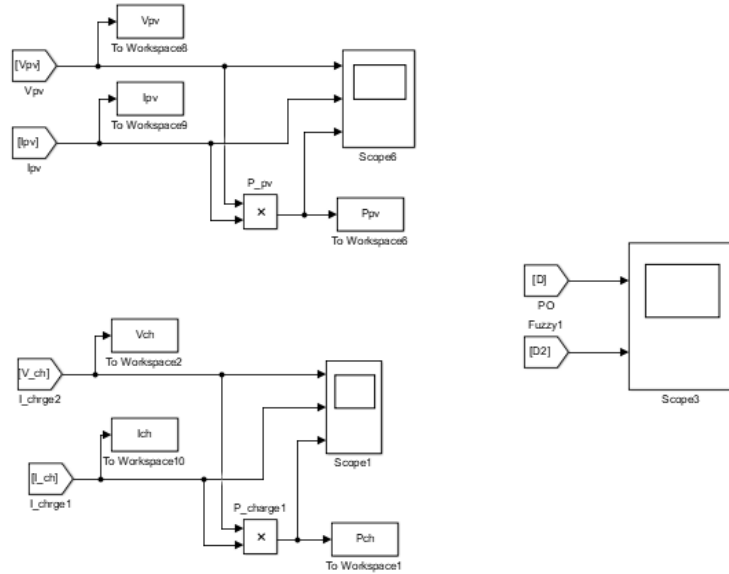 Vpv
To Workspace8
[Vpv]
Vpv
Ipv
To Workspace9
[Ipv]
Ipv
Scope6
P_pv
×
Ppv
To Workspace6
[D]
PO
Fuzzy1
[D2]
Scope3
Vch
To Workspace2
[V_ch]
I_chrge2
Ich
To Workspace10
[I_ch]
I_chrge1
Scope1
P_charge1
×
Pch
To Workspace1